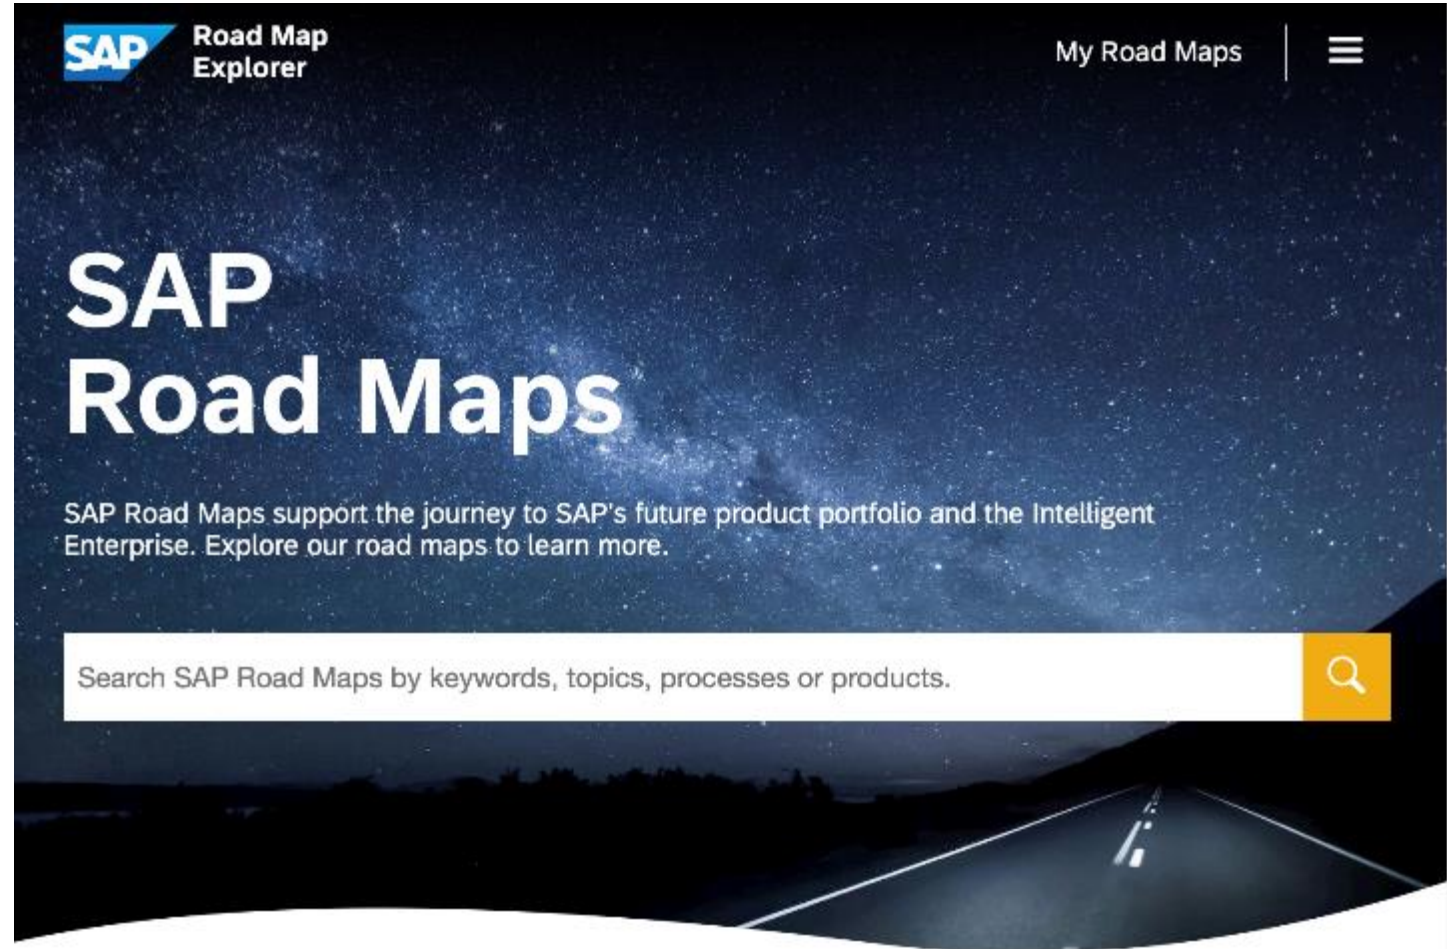 SAP
Road Map
Explorer
My Road Maps
SAP
Road Maps
SAP Road Maps support the journey to SAP's future product portfolio and the Intelligent
Enterprise. Explore our road maps to learn more.
Search SAP Road Maps by keywords, topics, processes or products.